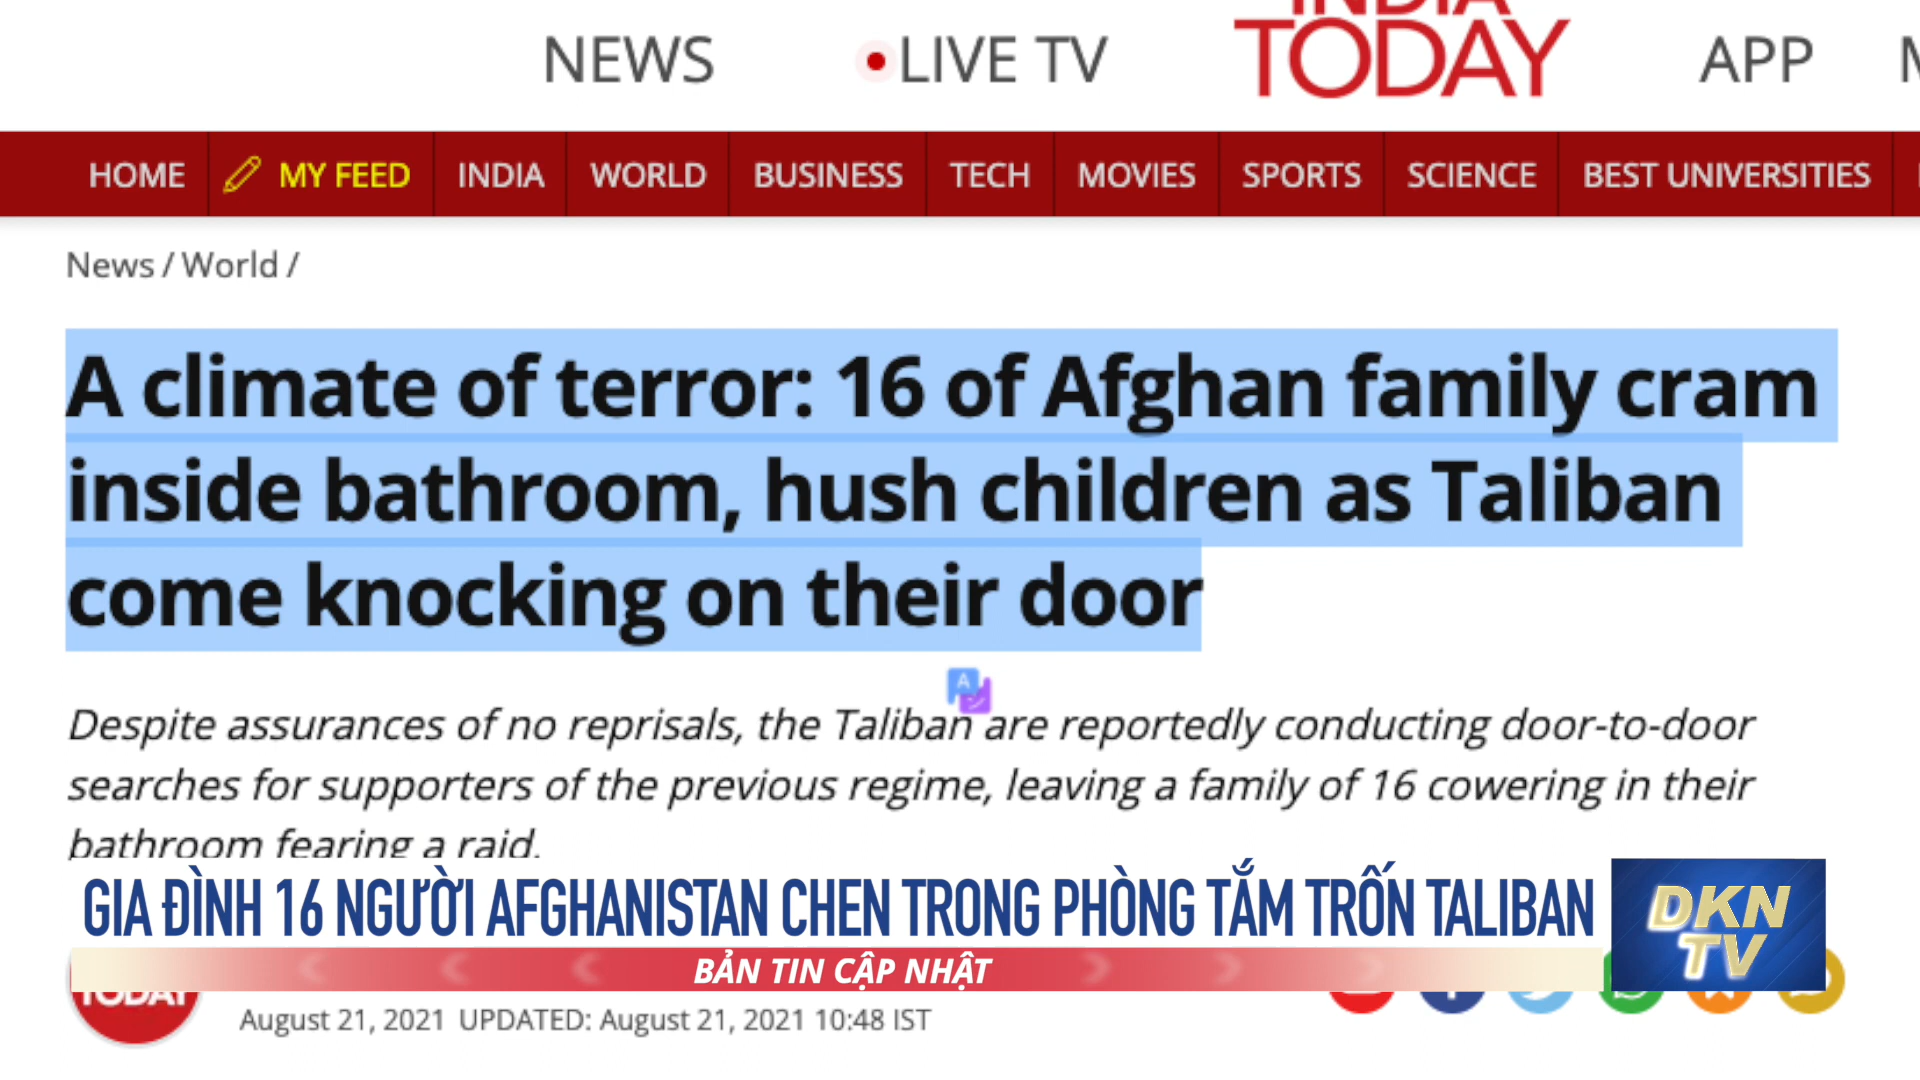 INDIA
NEWS LIVE TV TODAY APP
HOME MY FEED INDIA WORLD BUSINESS TECH MOVIES SPORTS SCIENCE BEST UNIVERSITIES
News / World /
A climate of terror: 16 of Afghan family cram
inside bathroom, hush children as Taliban
come knocking on their door
Despite assurances of no reprisals, the Taliban are reportedly conducting door-to-door
searches for supporters of the previous regime, leaving a family of 16 cowering in their
bathroom fearing a raid.
GIA ĐÌNH 16 NGƯỜI AFGHANISTAN CHEN TRONG PHÒNG TẮM TRỐN TALIBAN
DKN
TV
BẢN TIN CẬP NHẬT
TODAY
August 21, 2021 UPDATED: August 21, 2021 10:48 IST